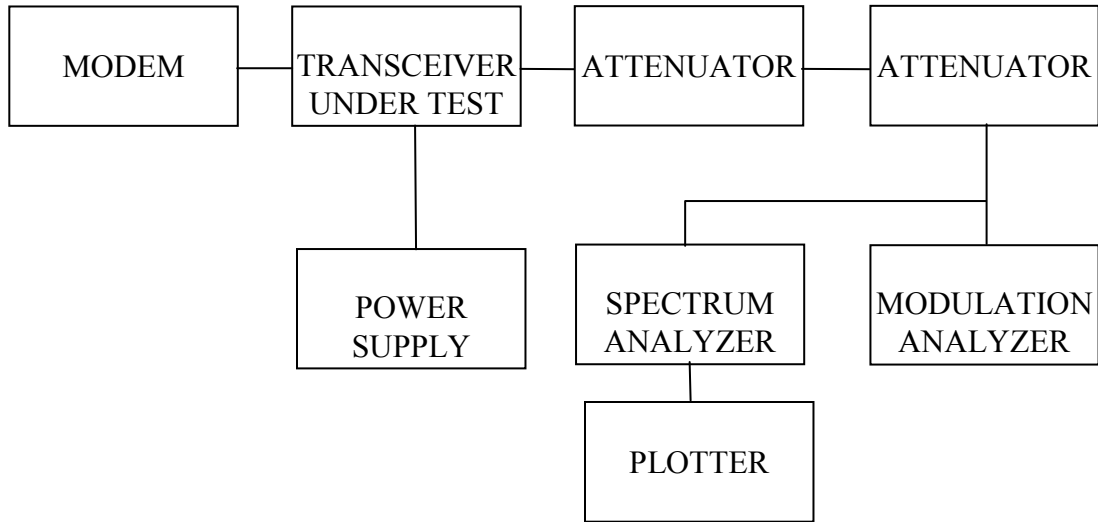 MODEM
TRANSCEIVER
UNDER TEST
ATTENUATOR
ATTENUATOR
POWER
SUPPLY
SPECTRUM
ANALYZER
MODULATION
ANALYZER
PLOTTER